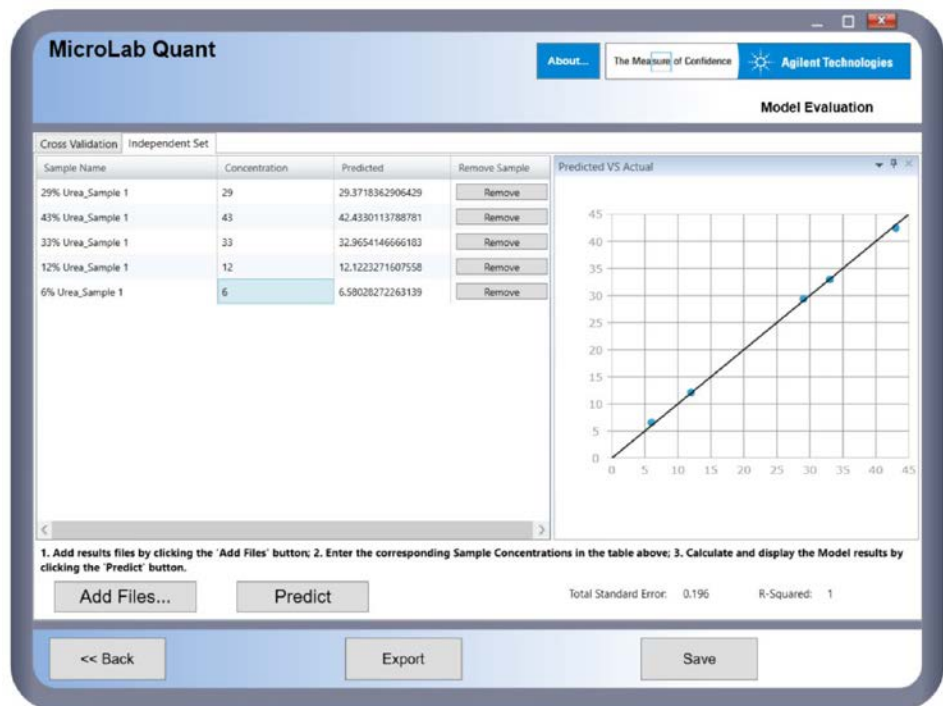 MicroLab Quant
About...
The Measure of Confidence
Agilent Technologies
Model Evaluation
Cross Validation Independent Set
Sample Name Concentration Predicted Remove Sample
29% Urea_Sample 1 29 29.3718362906429 Remove
43% Urea_Sample 1 43 42.4330113788781 Remove
33% Urea_Sample 1 33 32.9654146666183 Remove
12% Urea_Sample 1 12 12.1223271607558 Remove
6% Urea_Sample 1 6 6.58028272263139 Remove
Predicted VS Actual
45
40
35
30
25
20
15
10
5
0
0 5 10 15 20 25 30 35 40 45
1. Add results files by clicking the 'Add Files' button; 2. Enter the corresponding Sample Concentrations in the table above; 3. Calculate and display the Model results by
clicking the 'Predict' button.
Add Files... Predict Total Standard Error: 0.196 R-Squared: 1
<< Back Export Save